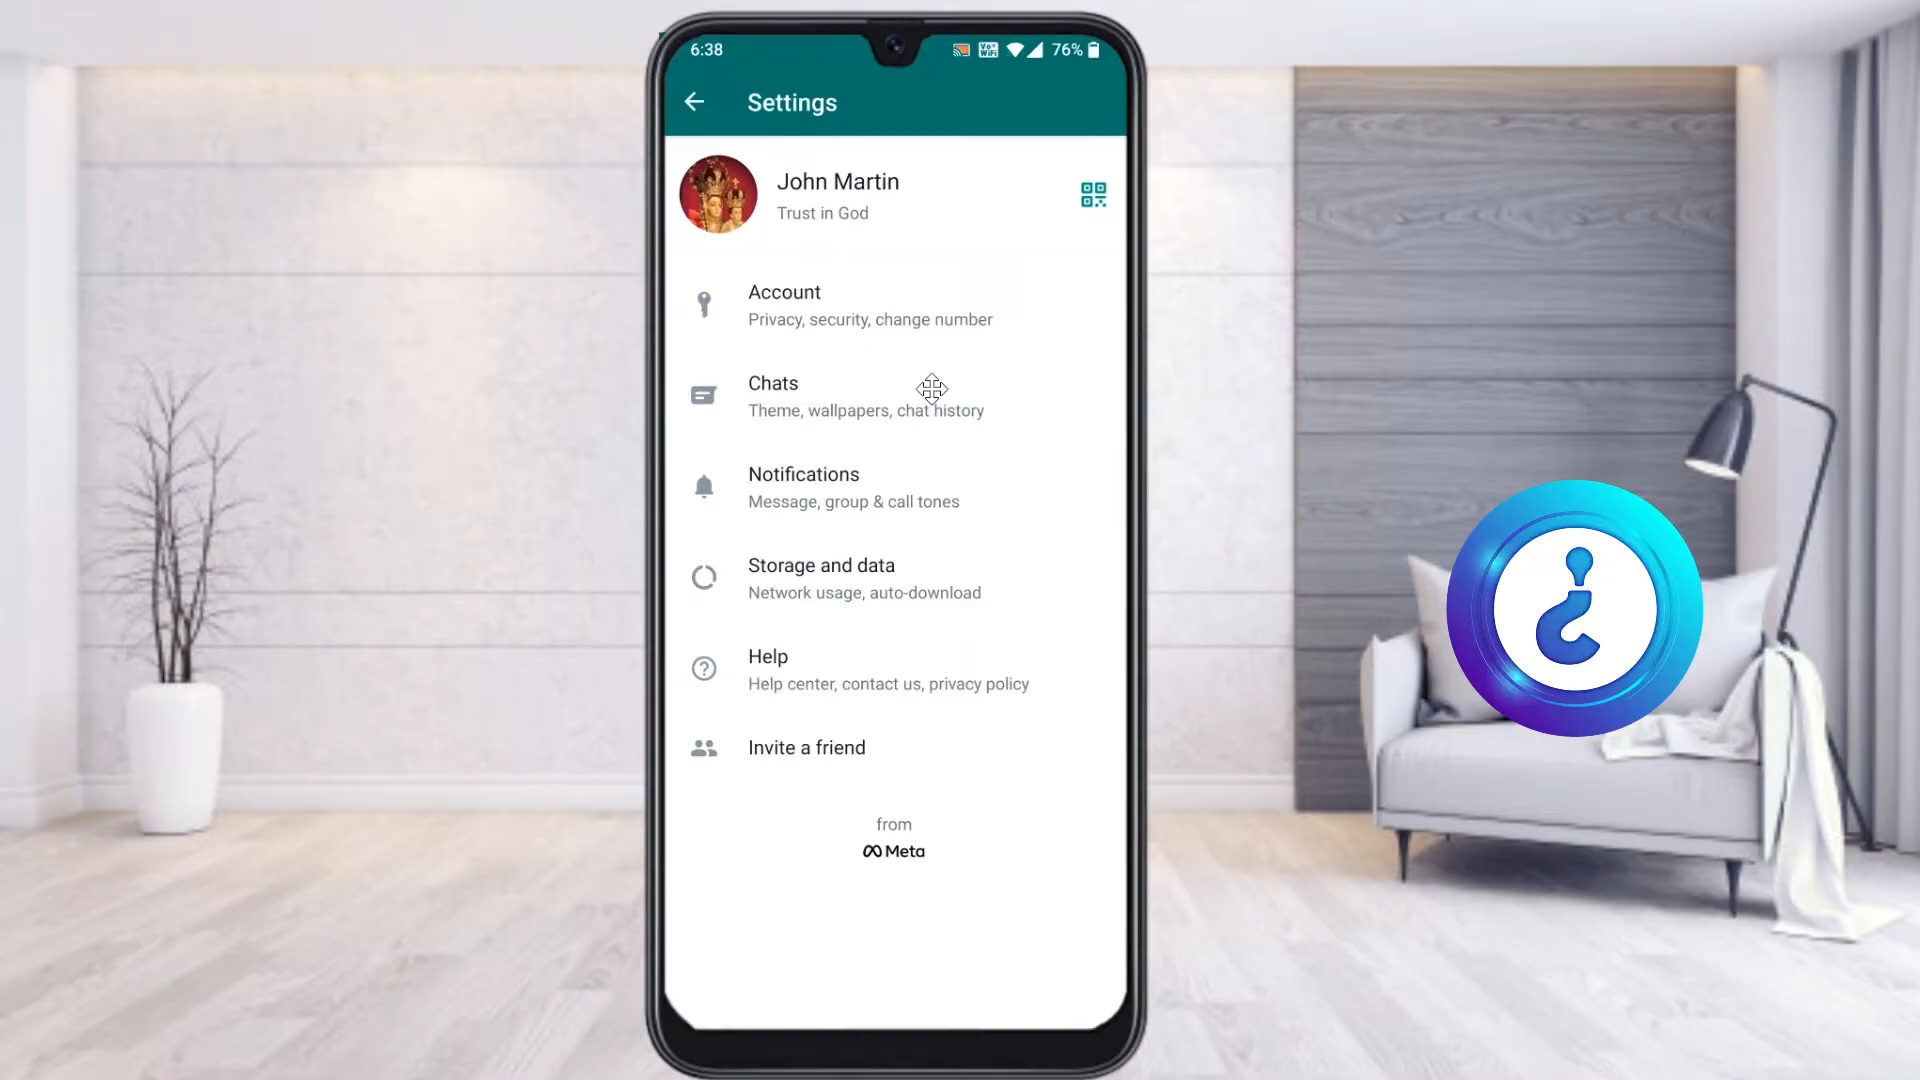 6:38
Vo WiFi
76%
Settings
John Martin
Trust in God
Account
Privacy, security, change number
Chats
Theme, wallpapers, chat history
Notifications
Message, group & call tones
Storage and data
Network usage, auto-download
Help
Help center, contact us, privacy policy
Invite a friend
from
Meta